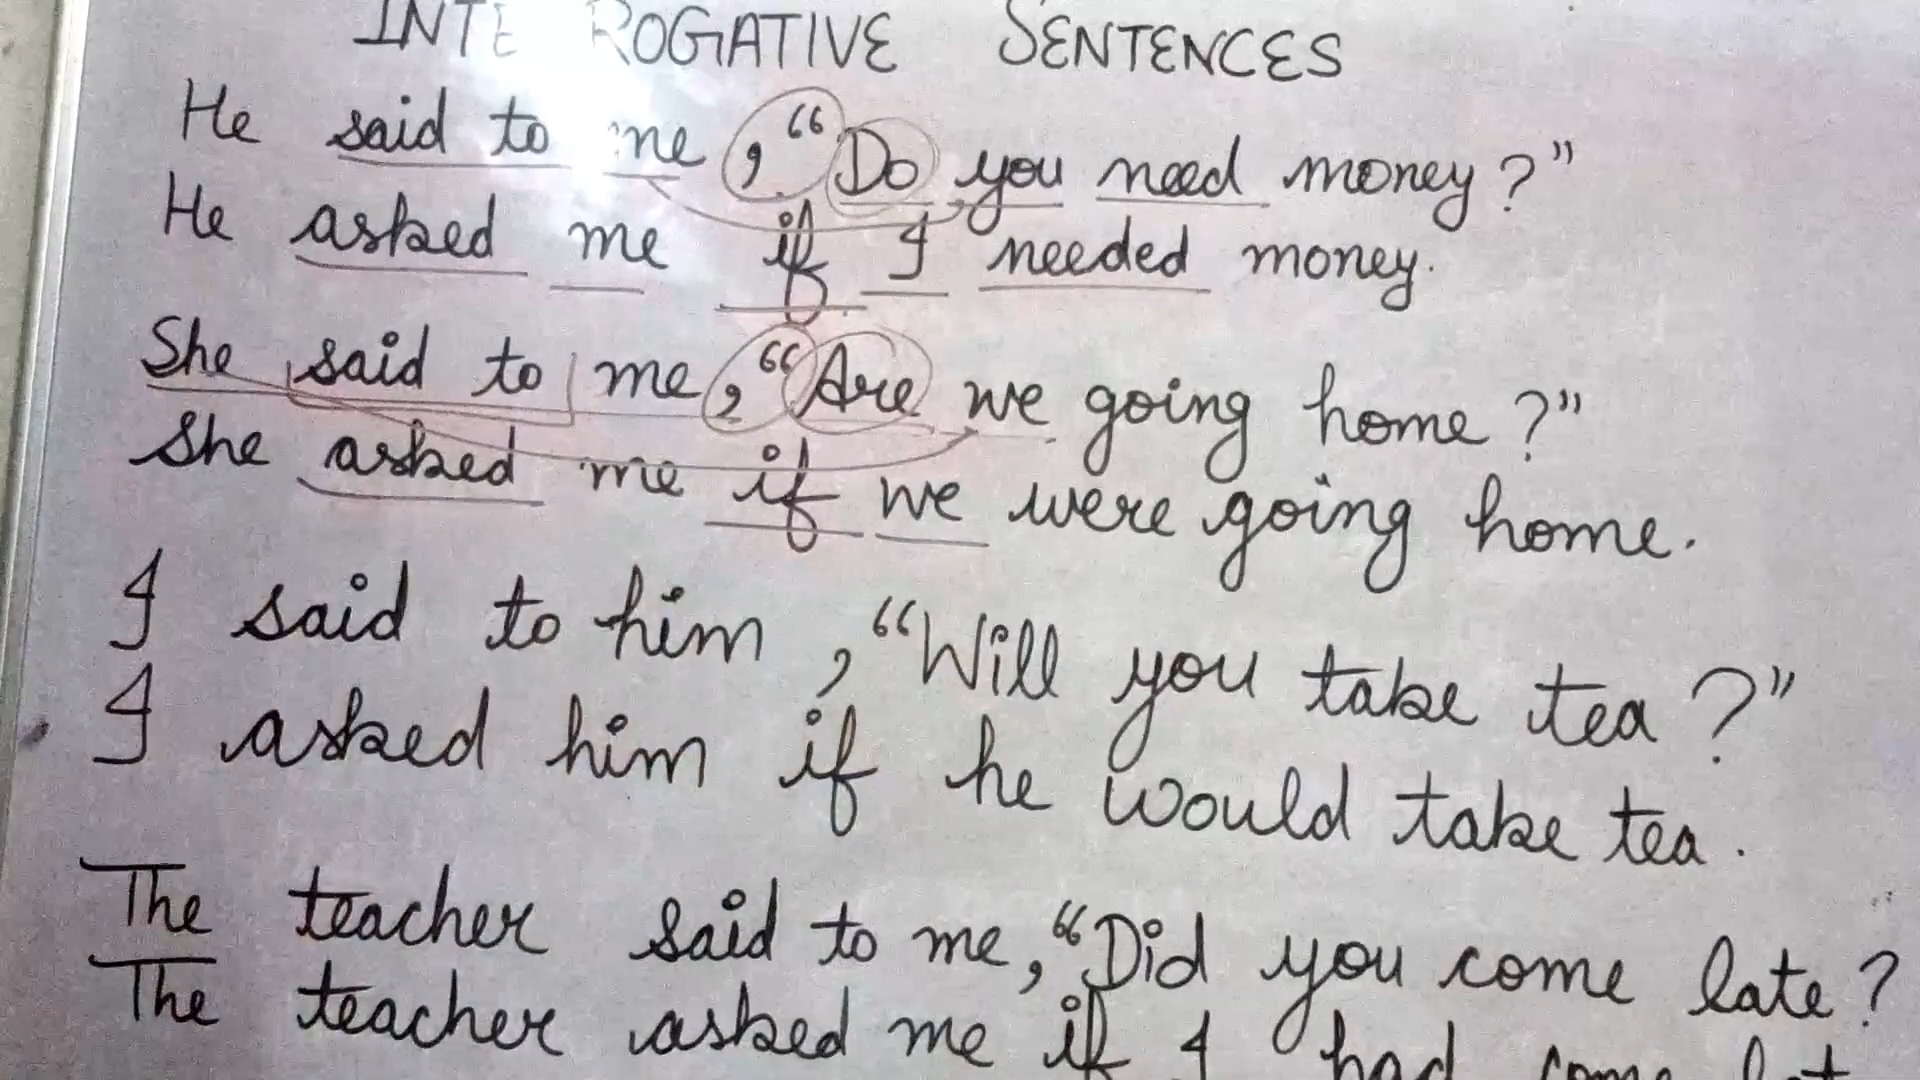 INTE ROGATIVE SENTENCES
He said to me, "Do you need money?"
He asked me if I needed money.
She said to me, "Are we going home?"
She asked me if we were going home.
I said to him, "Will you take tea?"
I asked him if he would take tea.
The teacher said to me, "Did you come late?
The teacher asked me if I had come